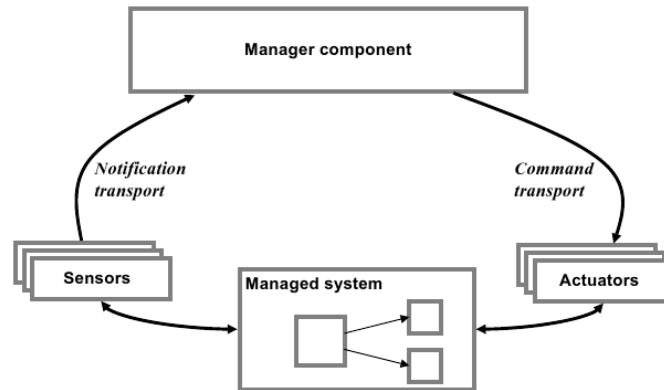 Manager component
Notification
transport
Command
transport
Sensors
Managed system
Actuators